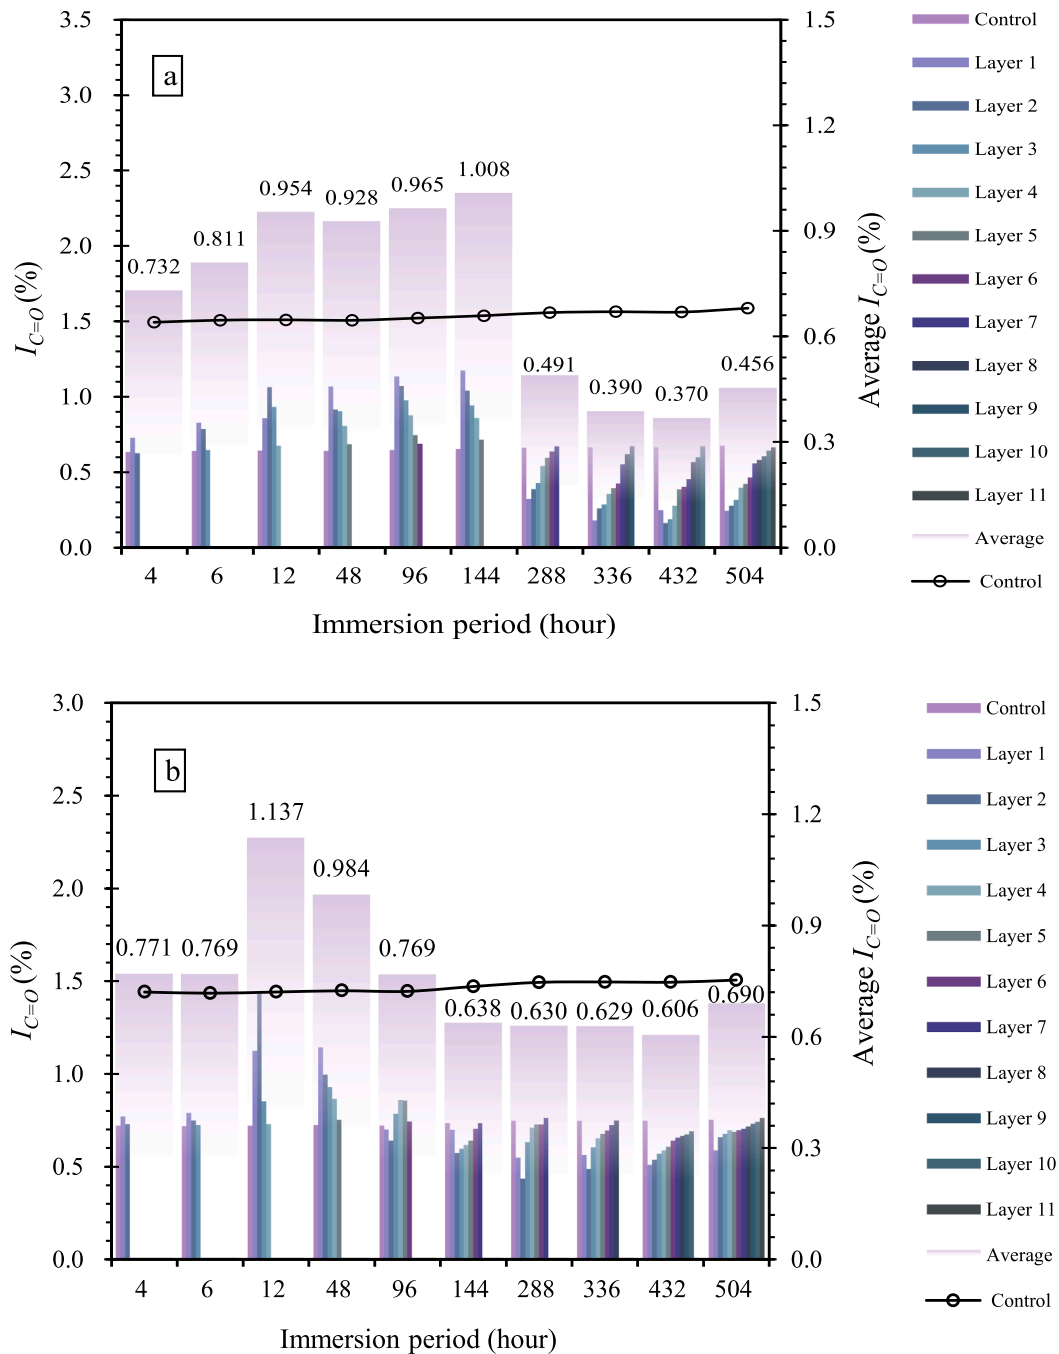 a
3.5
3.0
2.5
2.0
1.5
1.0
0.5
0.0
I_C=O (%)
1.5
1.2
0.9
0.6
0.3
0.0
Average I_C=O (%)
0.732
0.811
0.954
0.928
0.965
1.008
0.491
0.390
0.370
0.456
4 6 12 48 96 144 288 336 432 504
Immersion period (hour)
Control
Layer 1
Layer 2
Layer 3
Layer 4
Layer 5
Layer 6
Layer 7
Layer 8
Layer 9
Layer 10
Layer 11
Average
Control
b
3.0
2.5
2.0
1.5
1.0
0.5
0.0
I_C=O (%)
1.5
1.2
0.9
0.6
0.3
0.0
Average I_C=O (%)
0.771
0.769
1.137
0.984
0.769
0.638
0.630
0.629
0.606
0.690
4 6 12 48 96 144 288 336 432 504
Immersion period (hour)
Control
Layer 1
Layer 2
Layer 3
Layer 4
Layer 5
Layer 6
Layer 7
Layer 8
Layer 9
Layer 10
Layer 11
Average
Control